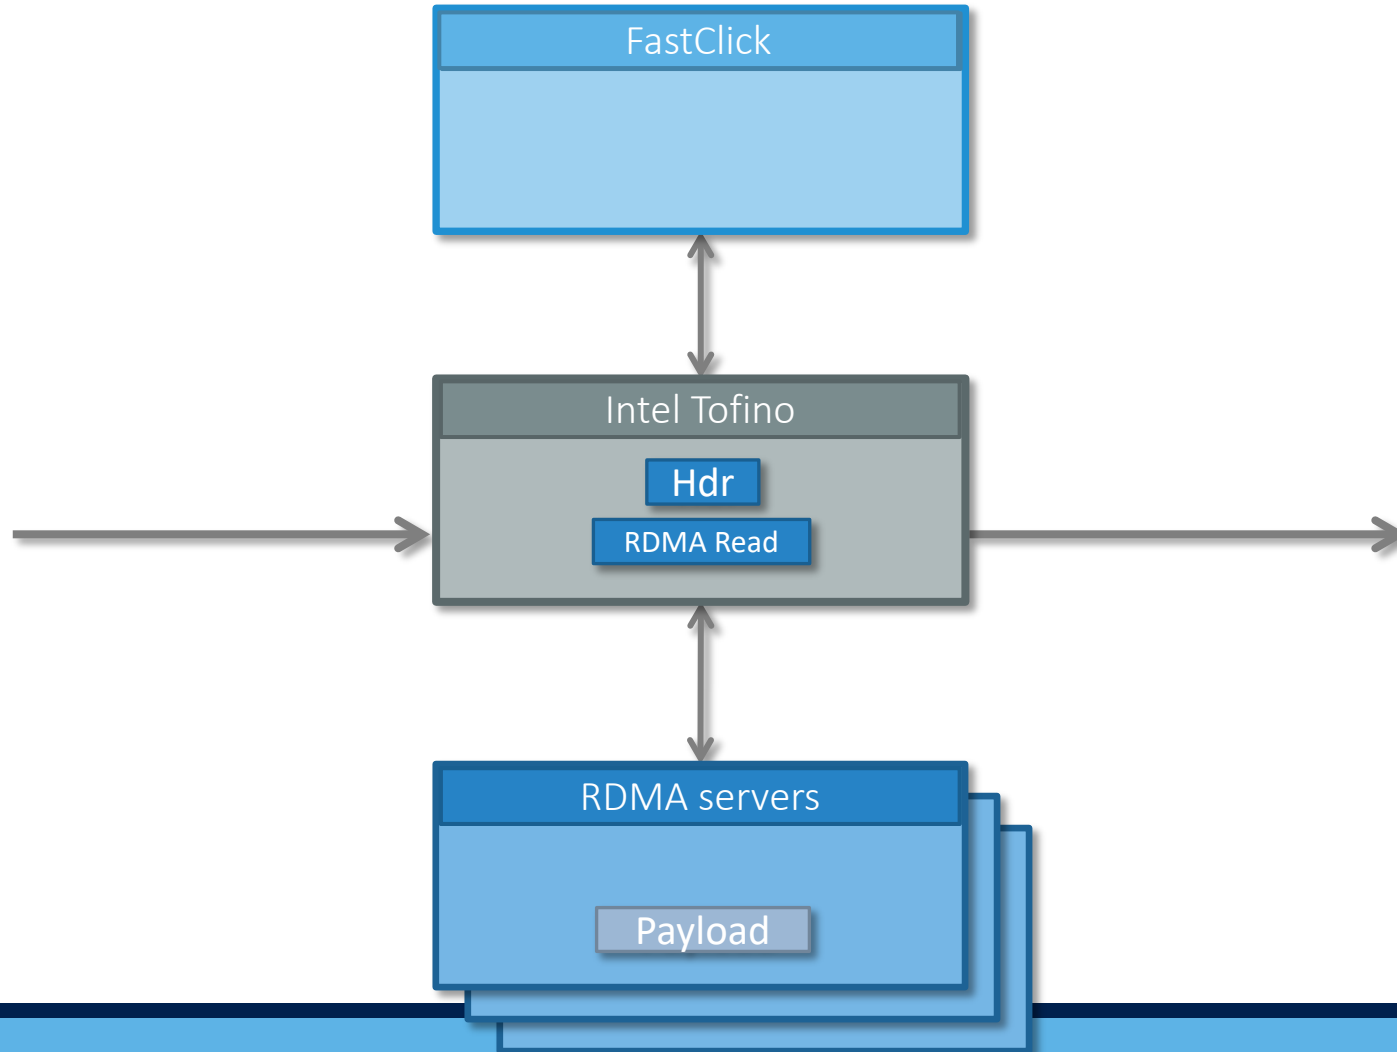 FastClick
Intel Tofino
Hdr
RDMA Read
RDMA servers
Payload